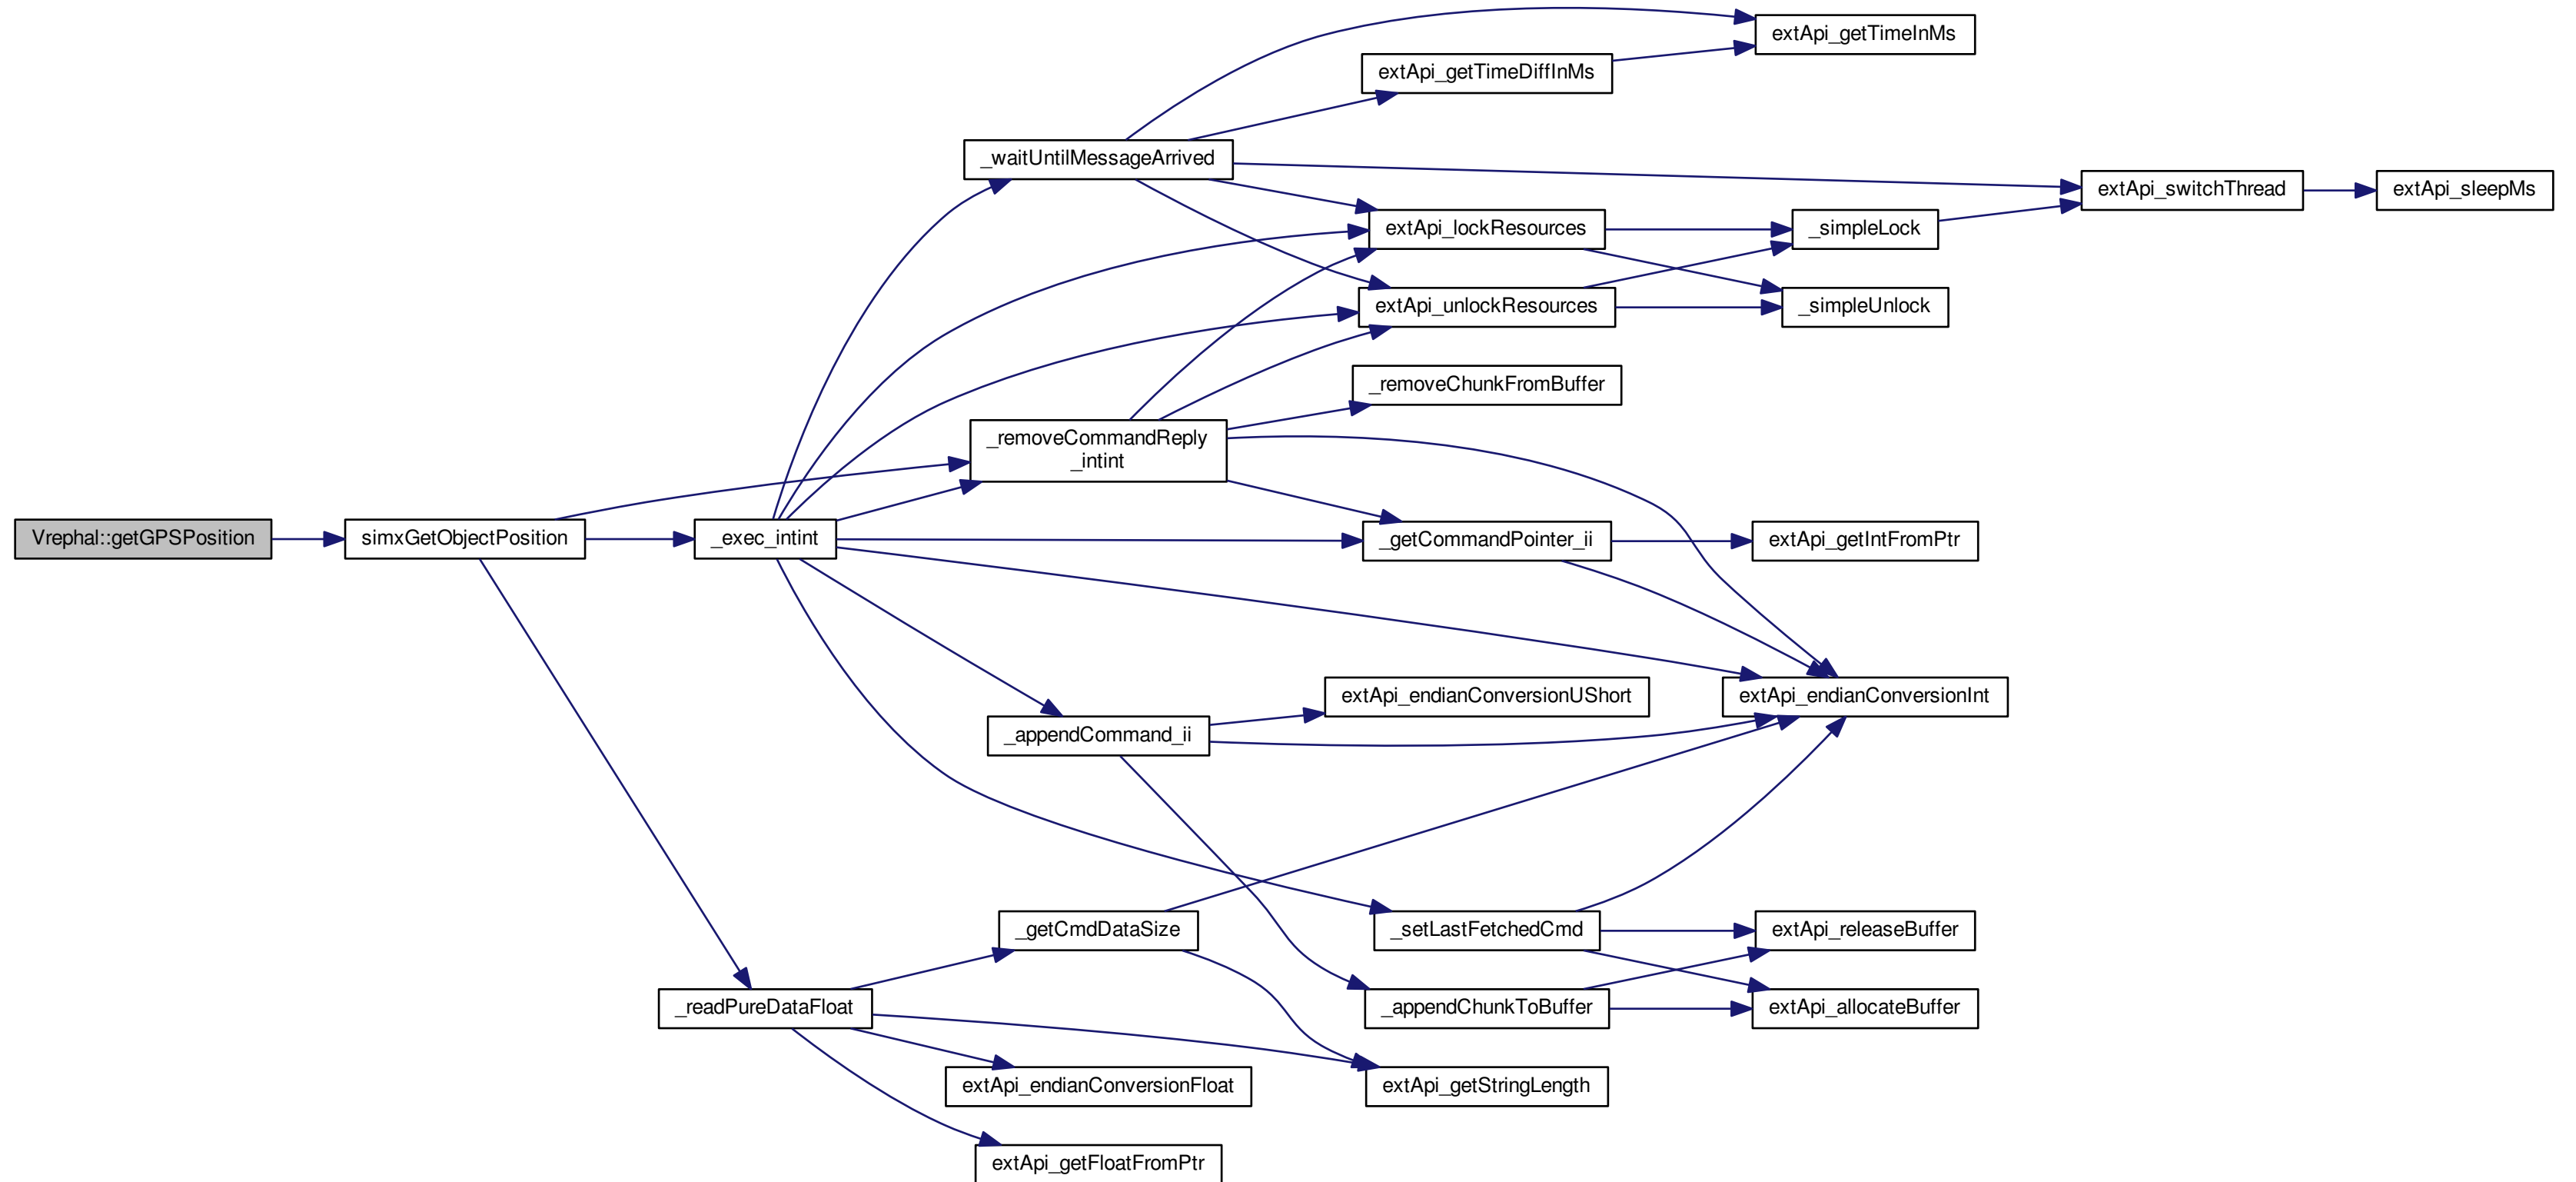 extApi_getTimeInMs
extApi_getTimeDiffInMs
_waitUntilMessageArrived
extApi_switchThread
extApi_sleepMs
extApi_lockResources
_simpleLock
extApi_unlockResources
_simpleUnlock
_removeChunkFromBuffer
_removeCommandReply
_intint
Vrephal::getGPSPosition
simxGetObjectPosition
_exec_intint
_getCommandPointer_ii
extApi_getIntFromPtr
extApi_endianConversionUShort
extApi_endianConversionInt
_appendCommand_ii
_getCmdDataSize
_setLastFetchedCmd
extApi_releaseBuffer
_readPureDataFloat
_appendChunkToBuffer
extApi_allocateBuffer
extApi_endianConversionFloat
extApi_getStringLength
extApi_getFloatFromPtr